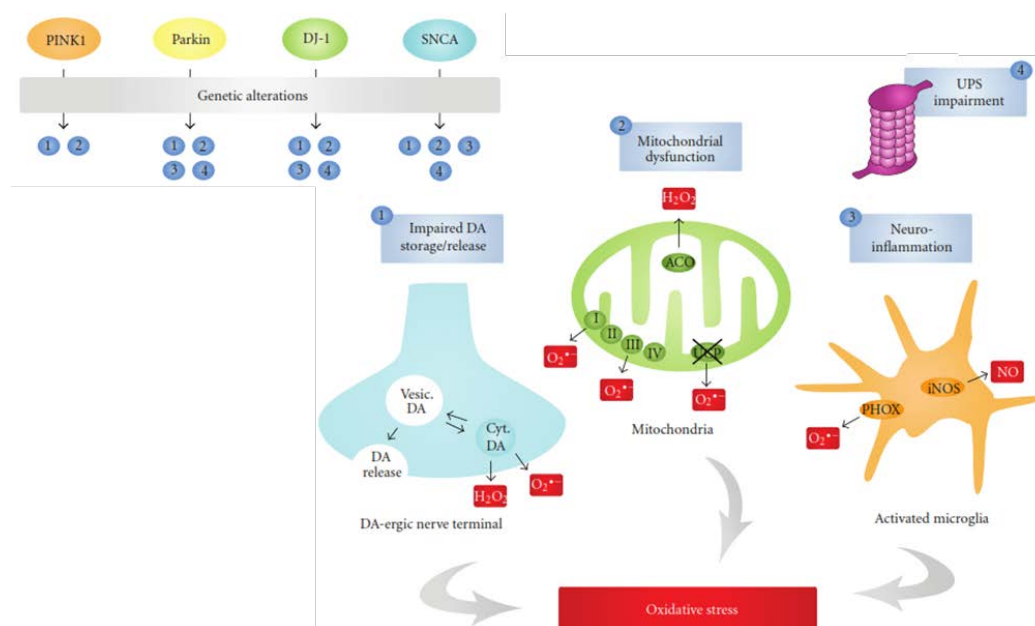 PINK1
Parkin
DJ-1
SNCA
Genetic alterations
1 2
1 2
3 4
1 2
3 4
1 2 3
4
4
UPS
impairment
2
Mitochondrial
dysfunction
1
Impaired DA
storage/release
3
Neuro-
inflammation
H₂O₂
ACO
I
II
III
IV
UCP
O₂•−
O₂•−
O₂•−
Mitochondria
Vesic.
DA
Cyt.
DA
DA
release
H₂O₂
O₂•−
DA-ergic nerve terminal
iNOS
NO
PHOX
O₂•−
Activated microglia
Oxidative stress